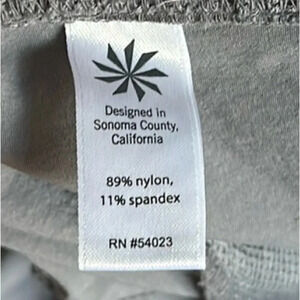 Designed in
Sonoma County,
California
89% nylon,
11% spandex
RN #54023